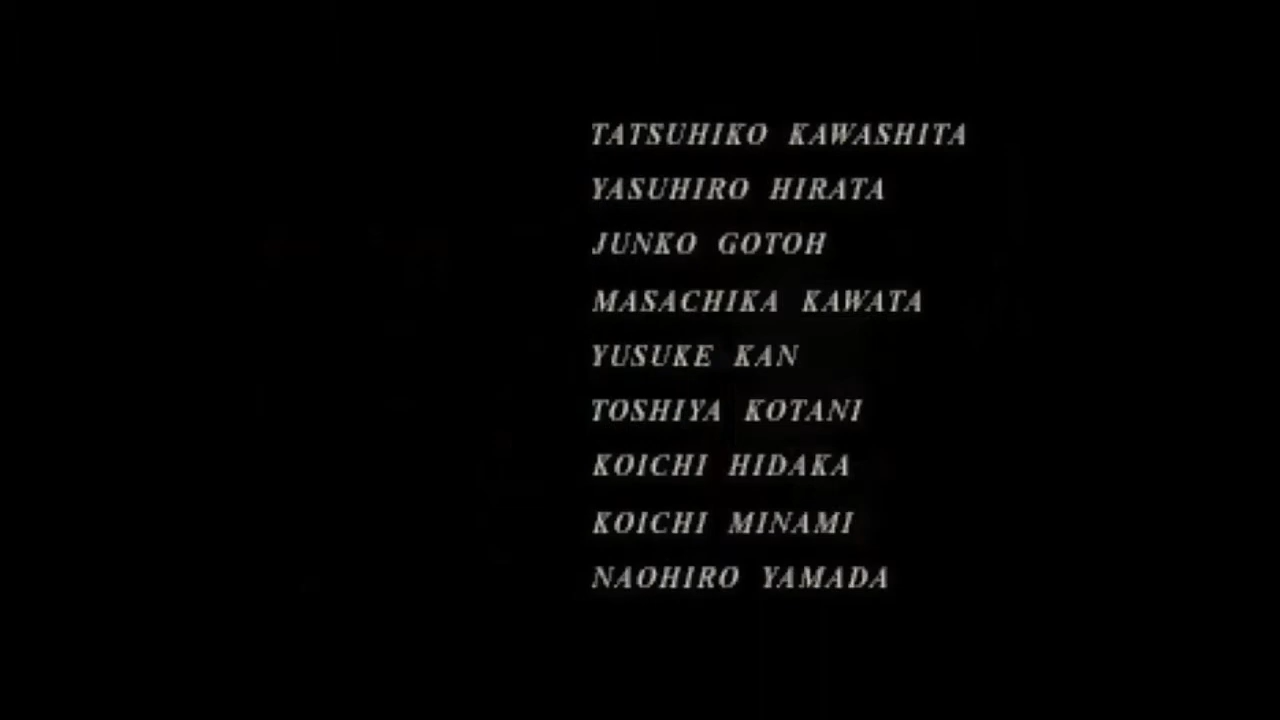 TATSUHIKO KAWASHITA
YASUHIRO HIRATA
JUNKO GOTOH
MASACHIKA KAWATA
YUSUKE KAN
TOSHIYA KOTANI
KOICHI HIDAKA
KOICHI MINAMI
NAOHIRO YAMADA